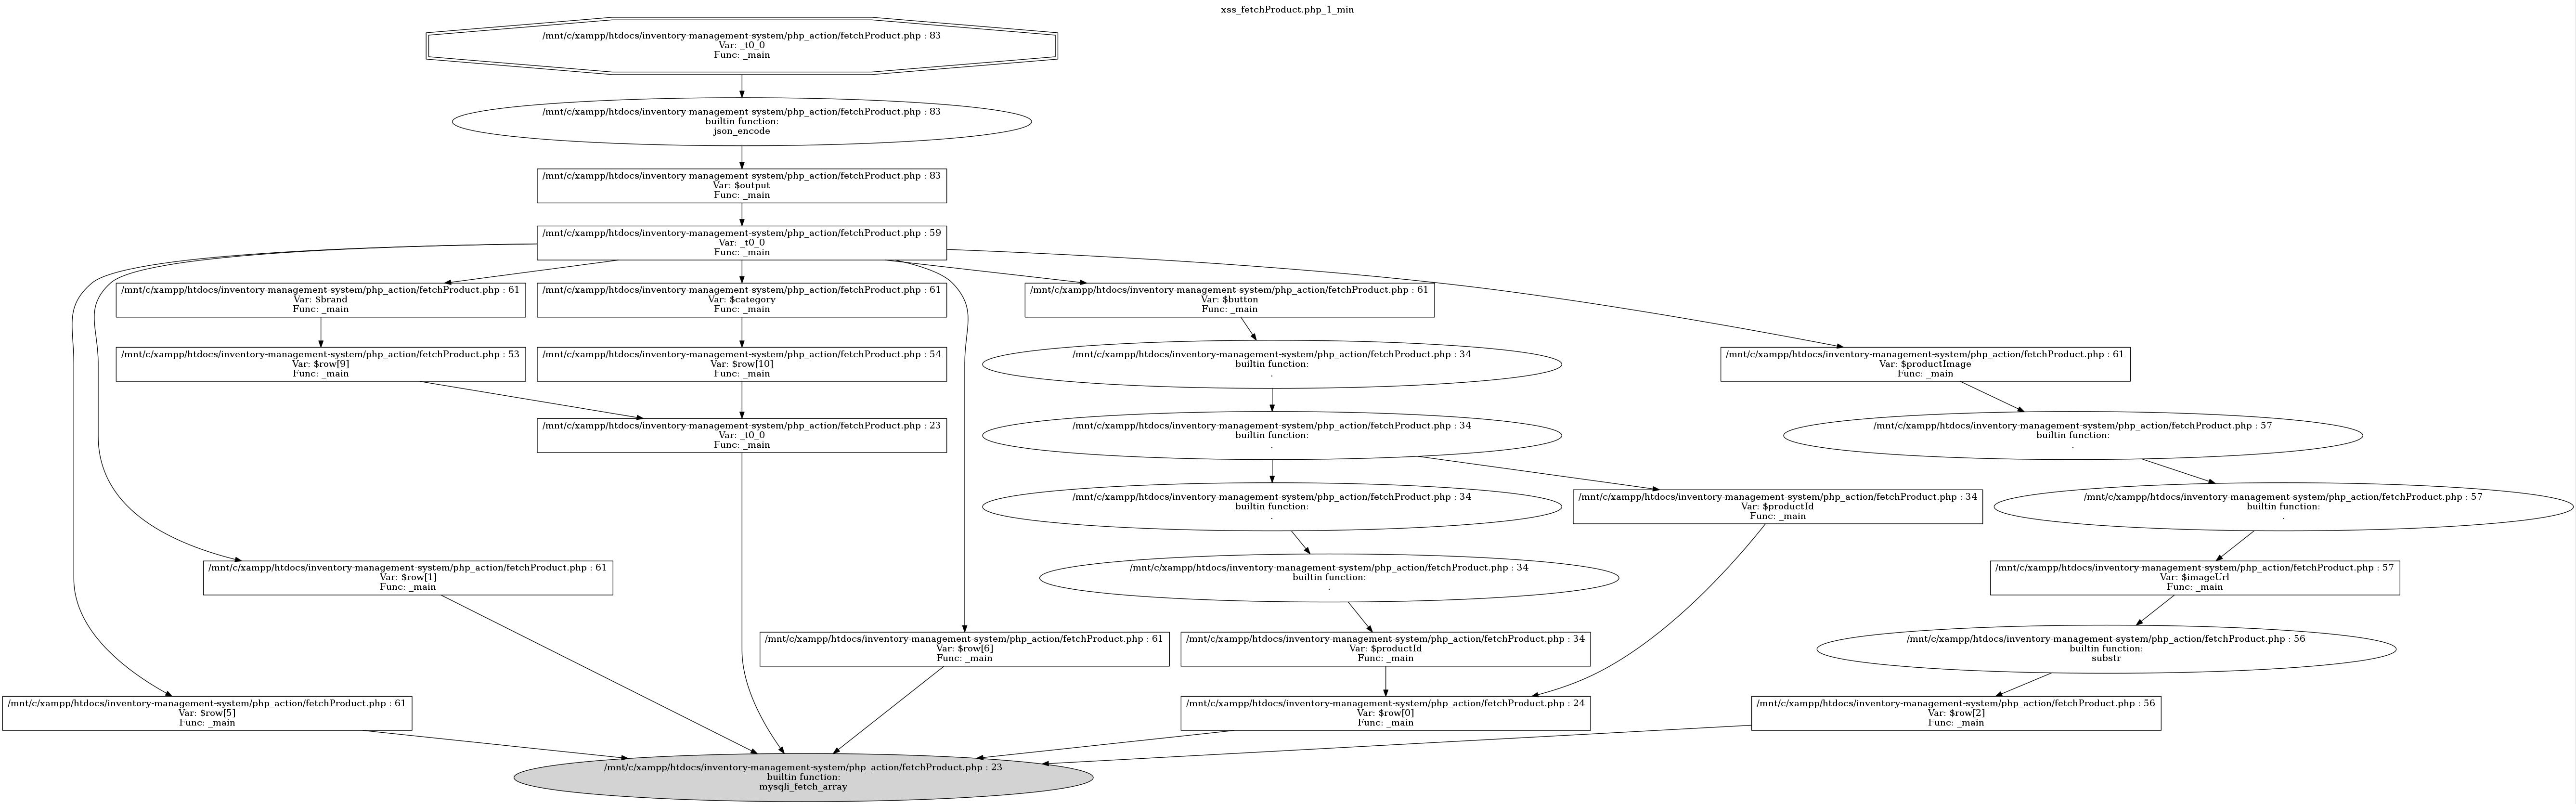 xss_fetchProduct.php_1_min
/mnt/c/xampp/htdocs/inventory-management-system/php_action/fetchProduct.php : 83
Var: _t0_0
Func: _main
/mnt/c/xampp/htdocs/inventory-management-system/php_action/fetchProduct.php : 83
builtin function:
json_encode
/mnt/c/xampp/htdocs/inventory-management-system/php_action/fetchProduct.php : 83
Var: $output
Func: _main
/mnt/c/xampp/htdocs/inventory-management-system/php_action/fetchProduct.php : 59
Var: _t0_0
Func: _main
/mnt/c/xampp/htdocs/inventory-management-system/php_action/fetchProduct.php : 61
Var: $brand
Func: _main
/mnt/c/xampp/htdocs/inventory-management-system/php_action/fetchProduct.php : 61
Var: $category
Func: _main
/mnt/c/xampp/htdocs/inventory-management-system/php_action/fetchProduct.php : 61
Var: $button
Func: _main
/mnt/c/xampp/htdocs/inventory-management-system/php_action/fetchProduct.php : 53
Var: $row[9]
Func: _main
/mnt/c/xampp/htdocs/inventory-management-system/php_action/fetchProduct.php : 54
Var: $row[10]
Func: _main
/mnt/c/xampp/htdocs/inventory-management-system/php_action/fetchProduct.php : 34
builtin function:
.
/mnt/c/xampp/htdocs/inventory-management-system/php_action/fetchProduct.php : 61
Var: $productImage
Func: _main
/mnt/c/xampp/htdocs/inventory-management-system/php_action/fetchProduct.php : 23
Var: _t0_0
Func: _main
/mnt/c/xampp/htdocs/inventory-management-system/php_action/fetchProduct.php : 34
builtin function:
.
/mnt/c/xampp/htdocs/inventory-management-system/php_action/fetchProduct.php : 57
builtin function:
.
/mnt/c/xampp/htdocs/inventory-management-system/php_action/fetchProduct.php : 34
builtin function:
.
/mnt/c/xampp/htdocs/inventory-management-system/php_action/fetchProduct.php : 34
Var: $productId
Func: _main
/mnt/c/xampp/htdocs/inventory-management-system/php_action/fetchProduct.php : 57
builtin function:
.
/mnt/c/xampp/htdocs/inventory-management-system/php_action/fetchProduct.php : 61
Var: $row[1]
Func: _main
/mnt/c/xampp/htdocs/inventory-management-system/php_action/fetchProduct.php : 34
builtin function:
.
/mnt/c/xampp/htdocs/inventory-management-system/php_action/fetchProduct.php : 57
Var: $imageUrl
Func: _main
/mnt/c/xampp/htdocs/inventory-management-system/php_action/fetchProduct.php : 61
Var: $row[6]
Func: _main
/mnt/c/xampp/htdocs/inventory-management-system/php_action/fetchProduct.php : 34
Var: $productId
Func: _main
/mnt/c/xampp/htdocs/inventory-management-system/php_action/fetchProduct.php : 56
builtin function:
substr
/mnt/c/xampp/htdocs/inventory-management-system/php_action/fetchProduct.php : 61
Var: $row[5]
Func: _main
/mnt/c/xampp/htdocs/inventory-management-system/php_action/fetchProduct.php : 24
Var: $row[0]
Func: _main
/mnt/c/xampp/htdocs/inventory-management-system/php_action/fetchProduct.php : 56
Var: $row[2]
Func: _main
/mnt/c/xampp/htdocs/inventory-management-system/php_action/fetchProduct.php : 23
builtin function:
mysqli_fetch_array